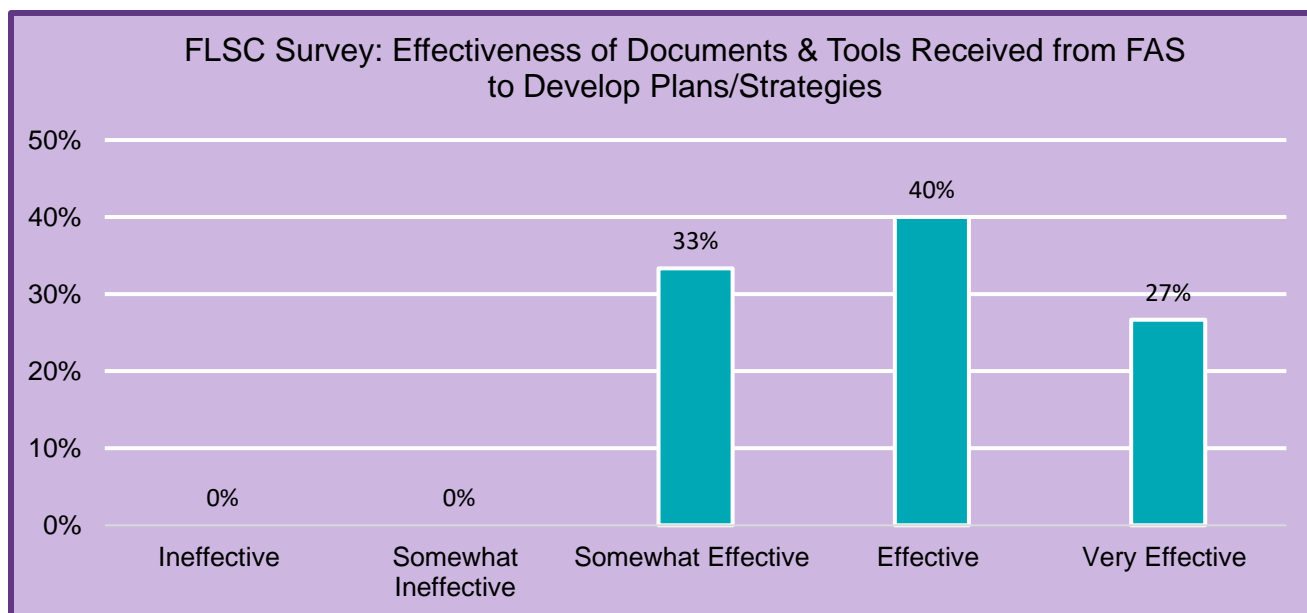 FLSC Survey: Effectiveness of Documents & Tools Received from FAS
to Develop Plans/Strategies
50%
40%
30%
20%
10%
0%
0%
0%
33%
40%
27%
Ineffective
Somewhat
Ineffective
Somewhat Effective
Effective
Very Effective